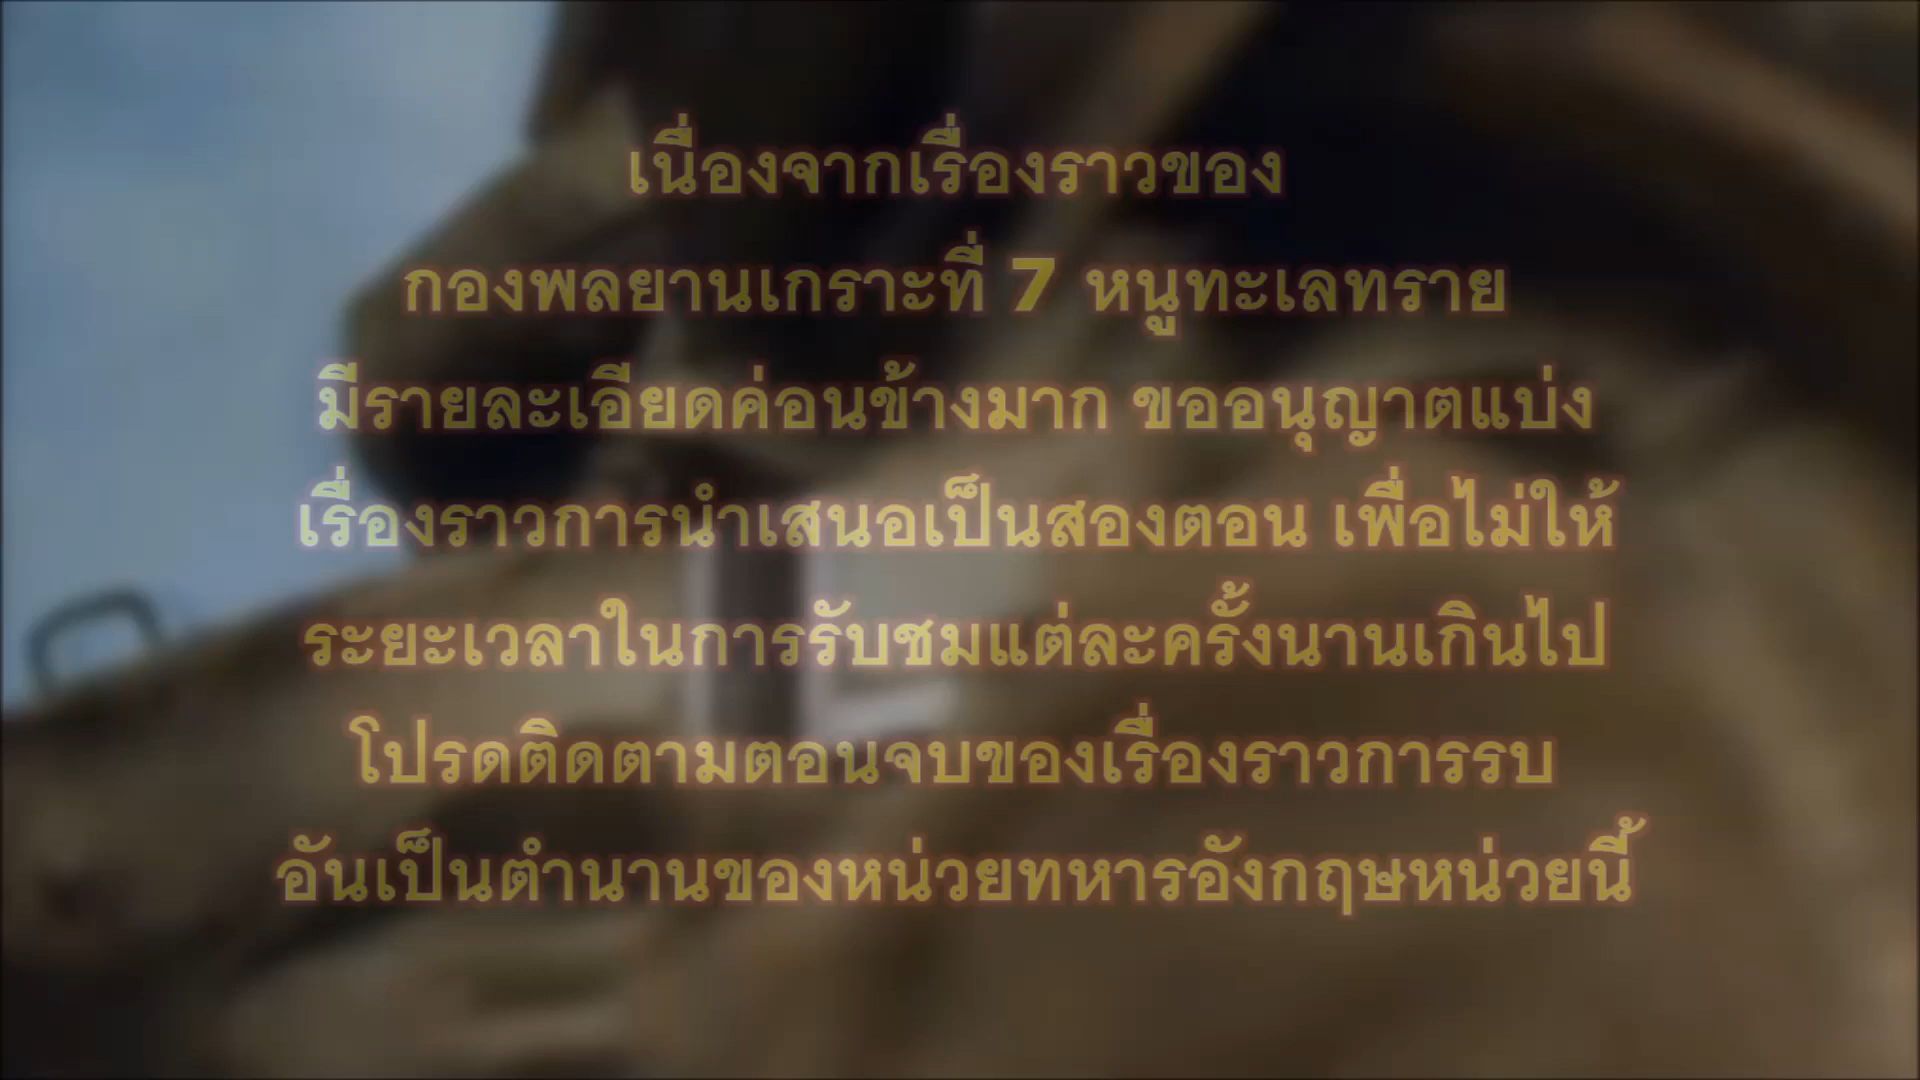 เนื่องจากเรื่องราวของ
กองพลยานเกราะที่ 7 หนูทะเลทราย
มีรายละเอียดค่อนข้างมาก ขออนุญาตแบ่ง
เรื่องราวการนำเสนอเป็นสองตอน เพื่อไม่ให้
ระยะเวลาในการรับชมแต่ละครั้งนานเกินไป
โปรดติดตามตอนจบของเรื่องราวการรบ
อันเป็นตำนานของหน่วยทหารอังกฤษหน่วยนี้